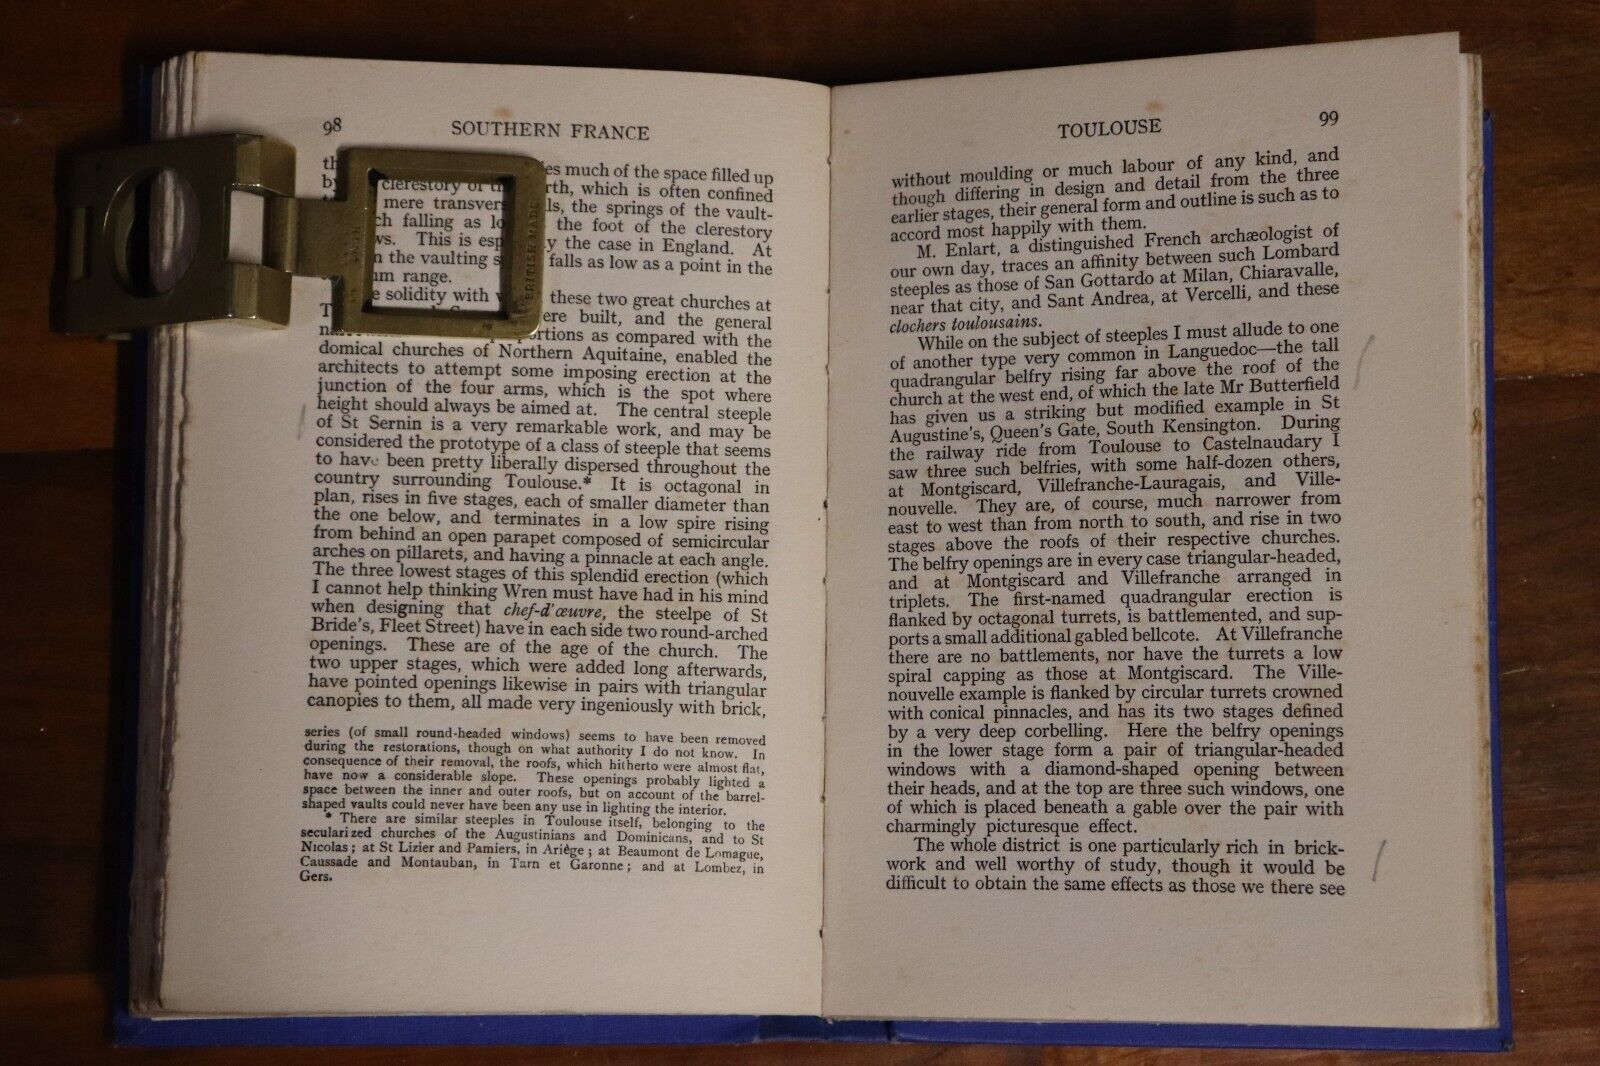 98 SOUTHERN FRANCE
es much of the space filled up
by clerestory of th rth, which is often confined
mere transvers ls, the springs of the vault-
ch falling as lo the foot of the clerestory
ws. This is esp y the case in England. At
n the vaulting s falls as low as a point in the
um range.
e solidity with w these two great churches at
ere built, and the general
ortions as compared with the
domical churches of Northern Aquitaine, enabled the
architects to attempt some imposing erection at the
junction of the four arms, which is the spot where
height should always be aimed at. The central steeple
of St Sernin is a very remarkable work, and may be
considered the prototype of a class of steeple that seems
to have been pretty liberally dispersed throughout the
country surrounding Toulouse.* It is octagonal in
plan, rises in five stages, each of smaller diameter than
the one below, and terminates in a low spire rising
from behind an open parapet composed of semicircular
arches on pillarets, and having a pinnacle at each angle.
The three lowest stages of this splendid erection (which
I cannot help thinking Wren must have had in his mind
when designing that chef-d'œuvre, the steelpe of St
Bride's, Fleet Street) have in each side two round-arched
openings. These are of the age of the church. The
two upper stages, which were added long afterwards,
have pointed openings likewise in pairs with triangular
canopies to them, all made very ingeniously with brick,
series (of small round-headed windows) seems to have been removed
during the restorations, though on what authority I do not know. In
consequence of their removal, the roofs, which hitherto were almost flat,
have now a considerable slope. These openings probably lighted a
space between the inner and outer roofs, but on account of the barrel-
shaped vaults could never have been any use in lighting the interior.
* There are similar steeples in Toulouse itself, belonging to the
secularized churches of the Augustinians and Dominicans, and to St
Nicolas; at St Lizier and Pamiers, in Ariège; at Beaumont de Lomague,
Caussade and Montauban, in Tarn et Garonne; and at Lombez, in
Gers.
BRITISH MADE
TOULOUSE 99
without moulding or much labour of any kind, and
though differing in design and detail from the three
earlier stages, their general form and outline is such as to
accord most happily with them.
M. Enlart, a distinguished French archæologist of
our own day, traces an affinity between such Lombard
steeples as those of San Gottardo at Milan, Chiaravalle,
near that city, and Sant Andrea, at Vercelli, and these
clochers toulousains.
While on the subject of steeples I must allude to one
of another type very common in Languedoc—the tall
quadrangular belfry rising far above the roof of the
church at the west end, of which the late Mr Butterfield
has given us a striking but modified example in St
Augustine's, Queen's Gate, South Kensington. During
the railway ride from Toulouse to Castelnaudary I
saw three such belfries, with some half-dozen others,
at Montgiscard, Villefranche-Lauragais, and Ville-
nouvelle. They are, of course, much narrower from
east to west than from north to south, and rise in two
stages above the roofs of their respective churches.
The belfry openings are in every case triangular-headed,
and at Montgiscard and Villefranche arranged in
triplets. The first-named quadrangular erection is
flanked by octagonal turrets, is battlemented, and sup-
ports a small additional gabled bellcote. At Villefranche
there are no battlements, nor have the turrets a low
spiral capping as those at Montgiscard. The Ville-
nouvelle example is flanked by circular turrets crowned
with conical pinnacles, and has its two stages defined
by a very deep corbelling. Here the belfry openings
in the lower stage form a pair of triangular-headed
windows with a diamond-shaped opening between
their heads, and at the top are three such windows, one
of which is placed beneath a gable over the pair with
charmingly picturesque effect.
The whole district is one particularly rich in brick-
work and well worthy of study, though it would be
difficult to obtain the same effects as those we there see